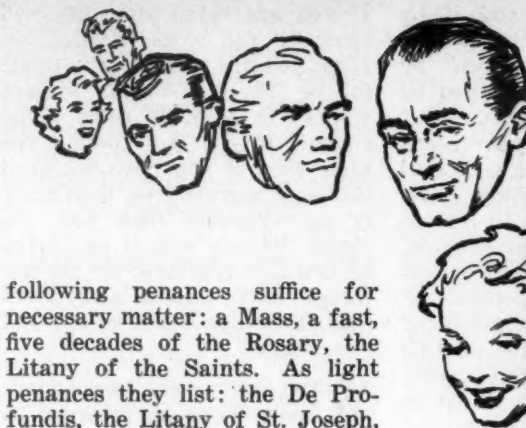 following penances suffice for
necessary matter: a Mass, a fast,
five decades of the Rosary, the
Litany of the Saints. As light
penances they list: the De Pro-
fundis, the Litany of St. Joseph,